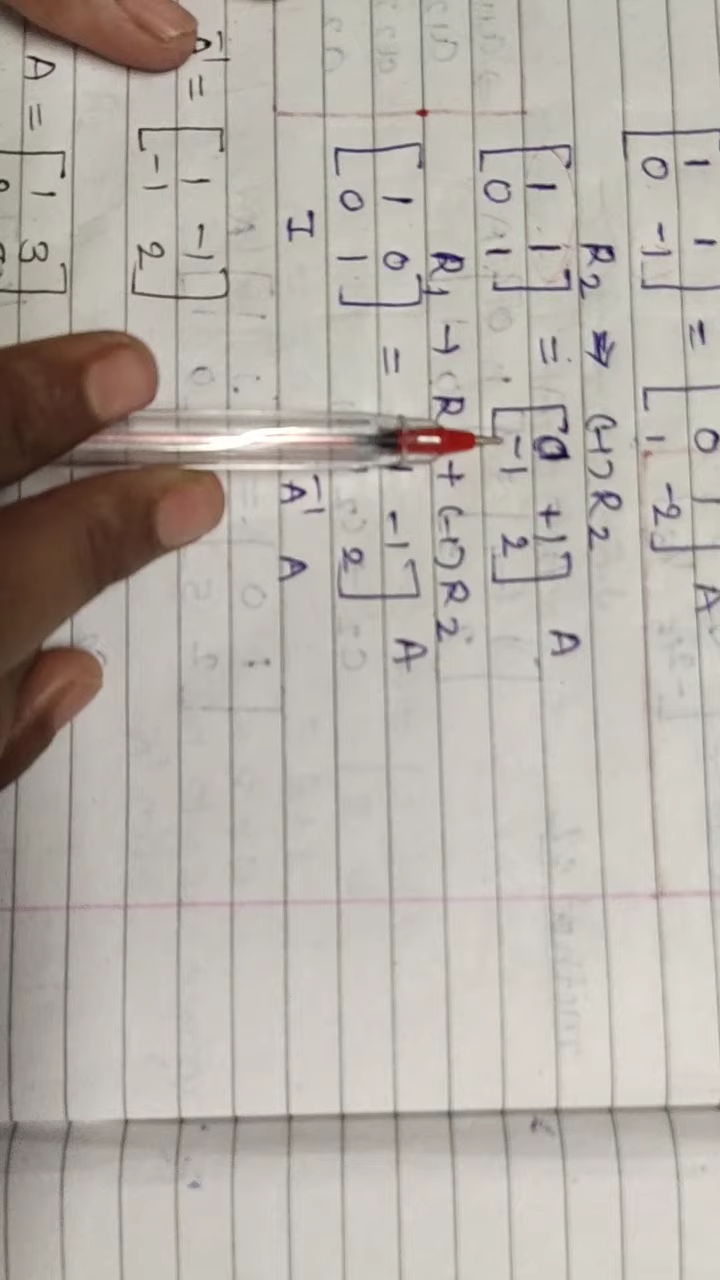 [1 1
0 -1] = [0 1
1 -2] A
R2 → (-1)R2
[1 1
0 1] = [0 +1
-1 2] A
R1 → R + (-1)R2
[1 0
0 1] = -1
2] A
I A⁻¹ A
A⁻¹ = [1 -1
-1 2]
A = [1 3